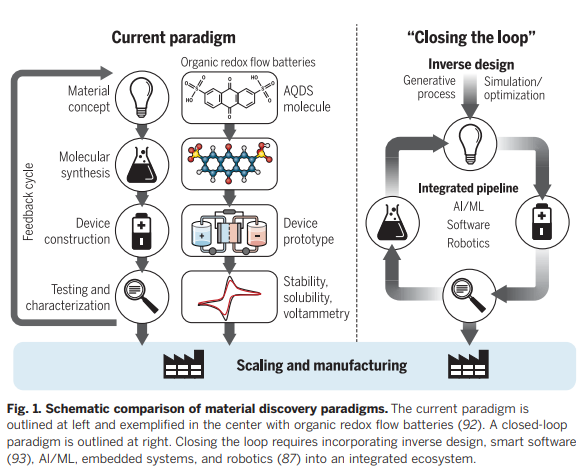 Current paradigm
Feedback cycle
Material
concept
Molecular
synthesis
Device
construction
Testing and
characterization
Organic redox flow batteries
HO
S
O
O
O
O
O
O
S
OH
AQDS
molecule
+
−
Device
prototype
Stability,
solubility,
voltammetry
“Closing the loop”
Inverse design
Generative
process
Simulation/
optimization
Integrated pipeline
AI/ML
Software
Robotics
Scaling and manufacturing
Fig. 1. Schematic comparison of material discovery paradigms. The current paradigm is
outlined at left and exemplified in the center with organic redox flow batteries (92). A closed-loop
paradigm is outlined at right. Closing the loop requires incorporating inverse design, smart software
(93), AI/ML, embedded systems, and robotics (87) into an integrated ecosystem.